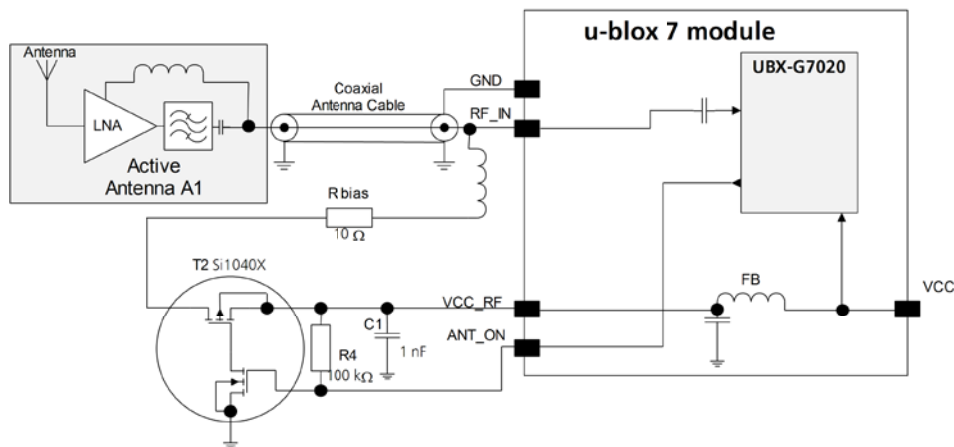 u-blox 7 module
Antenna
UBX-G7020
GND
Coaxial
Antenna Cable
RF_IN
LNA
Active
Antenna A1
Rbias
10 Ω
T2 Si1040X
FB
VCC
VCC_RF
C1
ANT_ON
1 nF
R4
100 kΩ